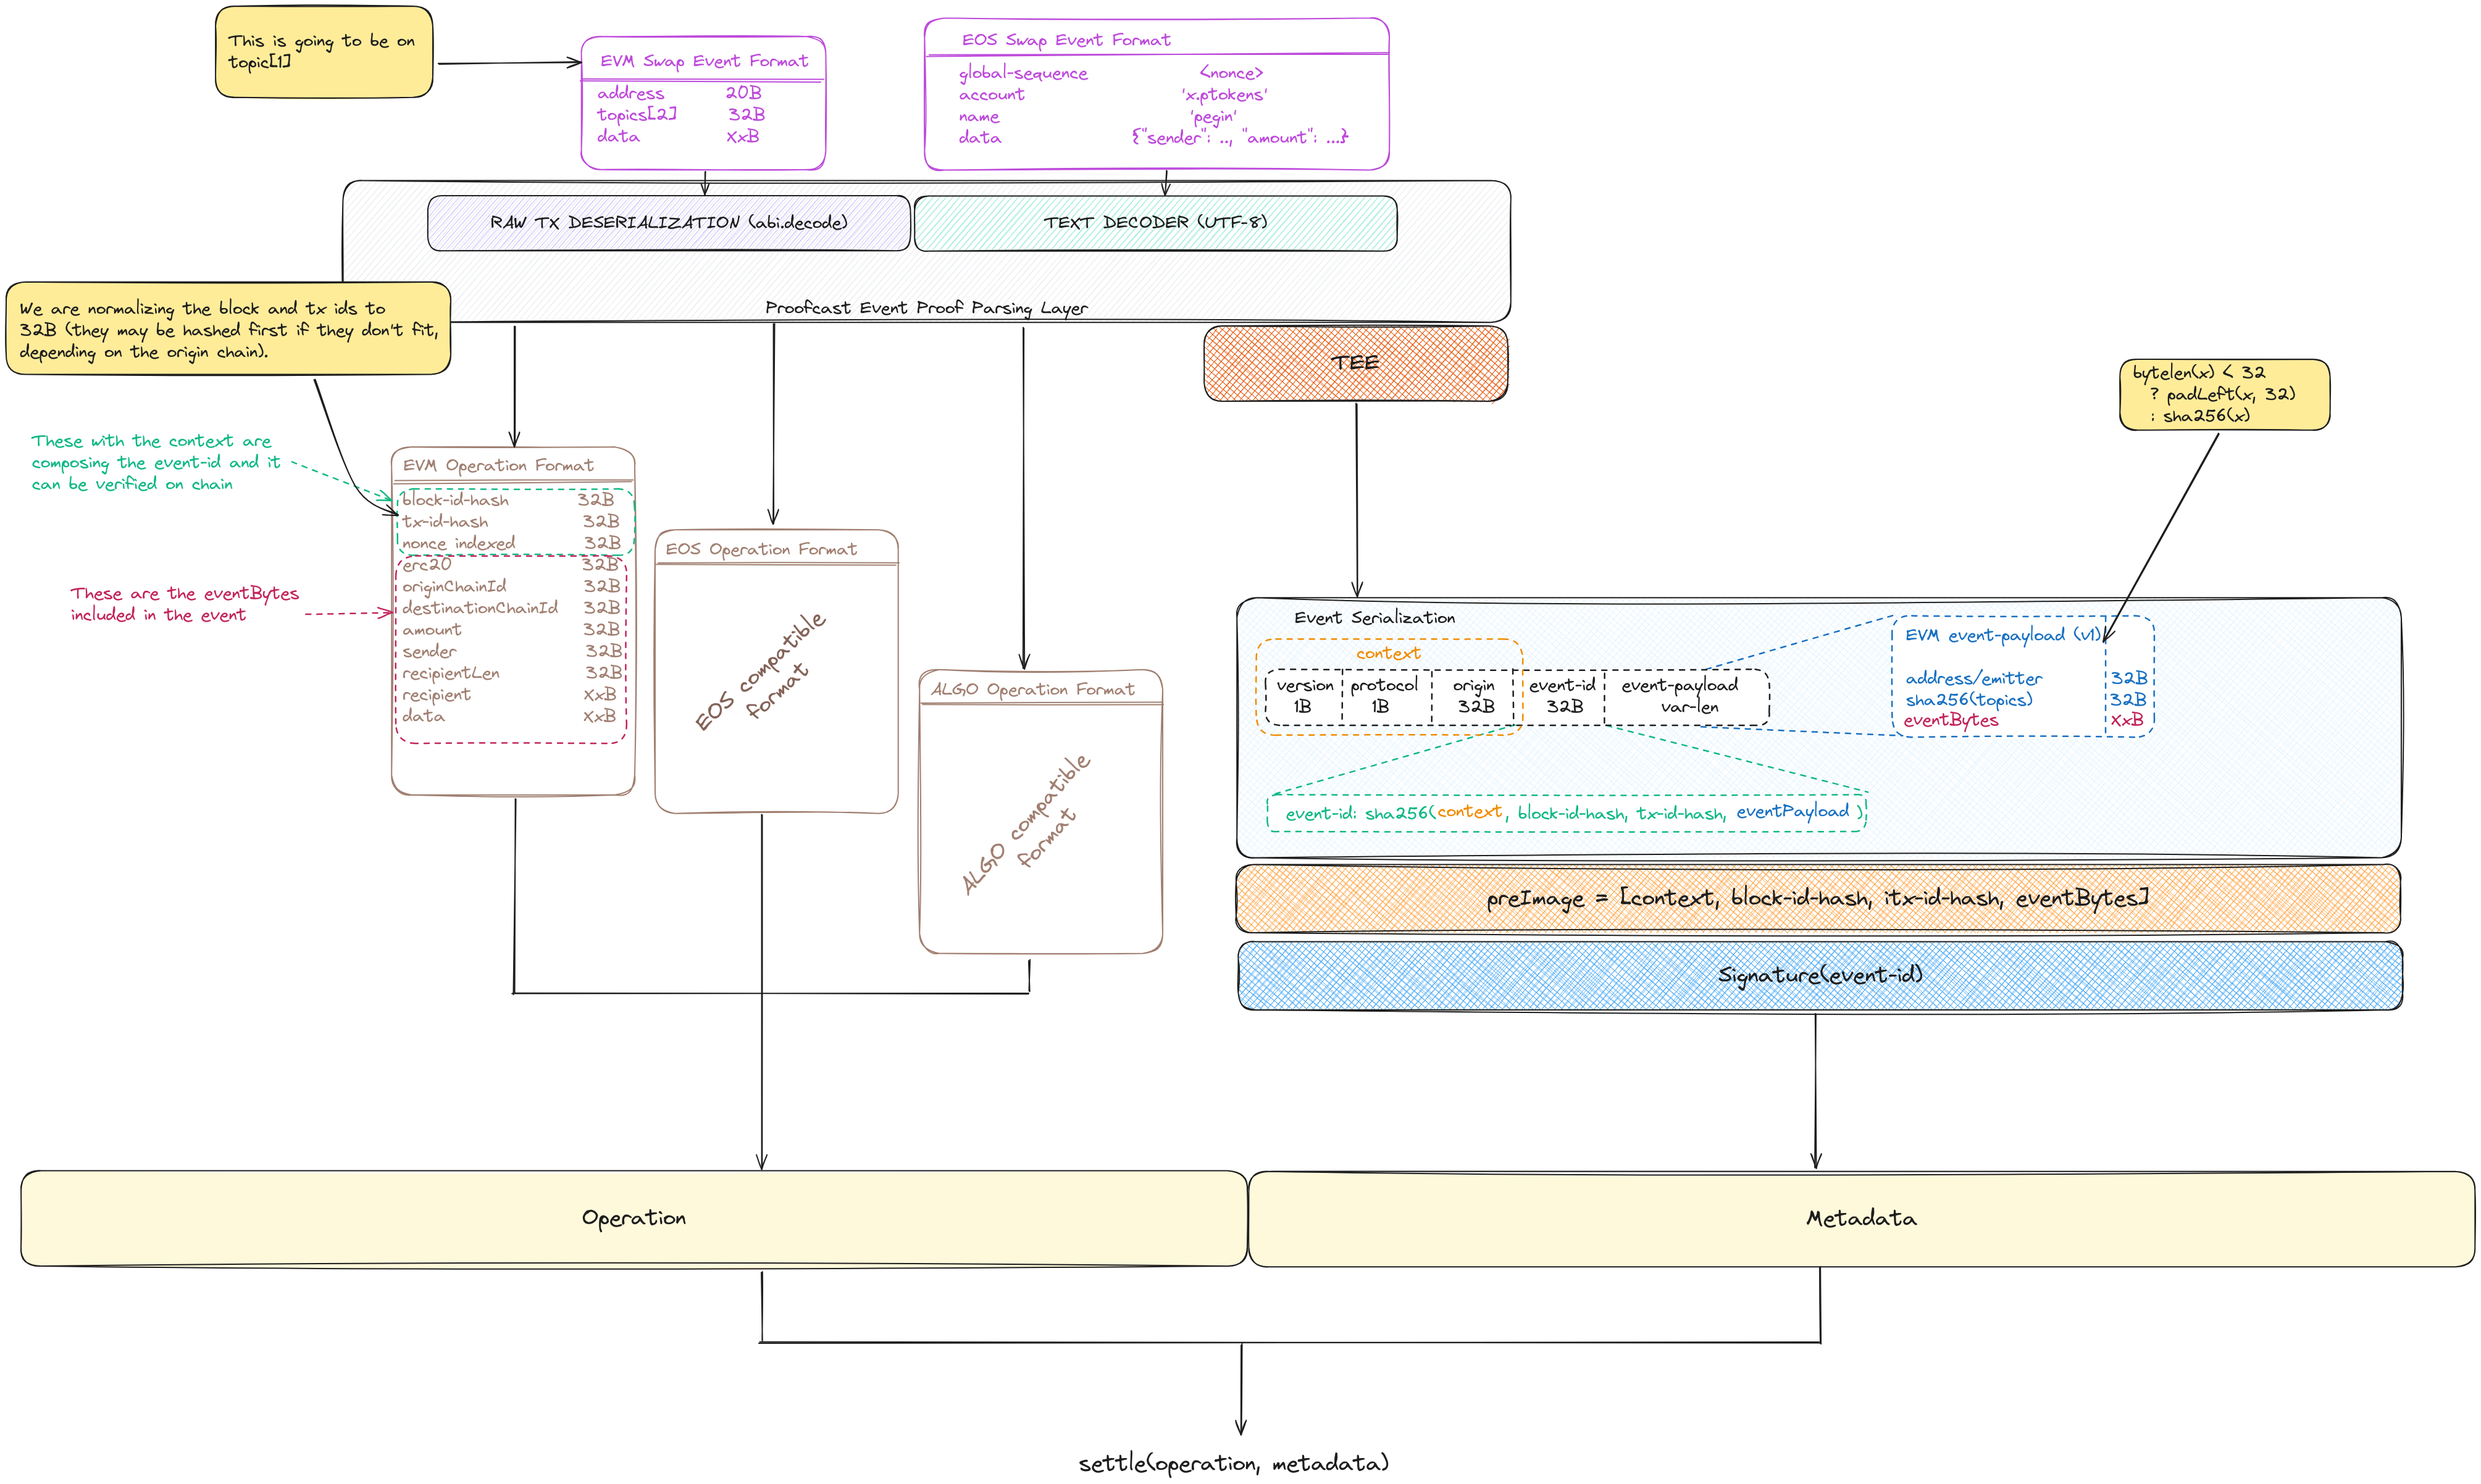 This is going to be on
topic[1]
EVM Swap Event Format
address 20B
topics[2] 32B
data XxB
EOS Swap Event Format
global-sequence <nonce>
account 'x.ptokens'
name 'pegin'
data {"sender": .., "amount": ...}
RAW TX DESERIALIZATION (abi.decode)
TEXT DECODER (UTF-8)
Proofcast Event Proof Parsing Layer
We are normalizing the block and tx ids to
32B (they may be hashed first if they don't fit,
depending on the origin chain).
TEE
bytelen(x) < 32
? padLeft(x, 32)
: sha256(x)
These with the context are
composing the event-id and it
can be verified on chain
These are the eventBytes
included in the event
EVM Operation Format
block-id-hash 32B
tx-id-hash 32B
nonce indexed 32B
erc20 32B
originChainId 32B
destinationChainId 32B
amount 32B
sender 32B
recipientLen 32B
recipient XxB
data XxB
EOS Operation Format
EOS compatible
format
ALGO Operation Format
ALGO compatible
format
Event Serialization
context
version protocol origin event-id event-payload
1B 1B 32B 32B var-len
EVM event-payload (v1)
address/emitter 32B
sha256(topics) 32B
eventBytes XxB
event-id: sha256(context, block-id-hash, tx-id-hash, eventPayload )
preImage = [context, block-id-hash, itx-id-hash, eventBytes]
Signature(event-id)
Operation
Metadata
settle(operation, metadata)